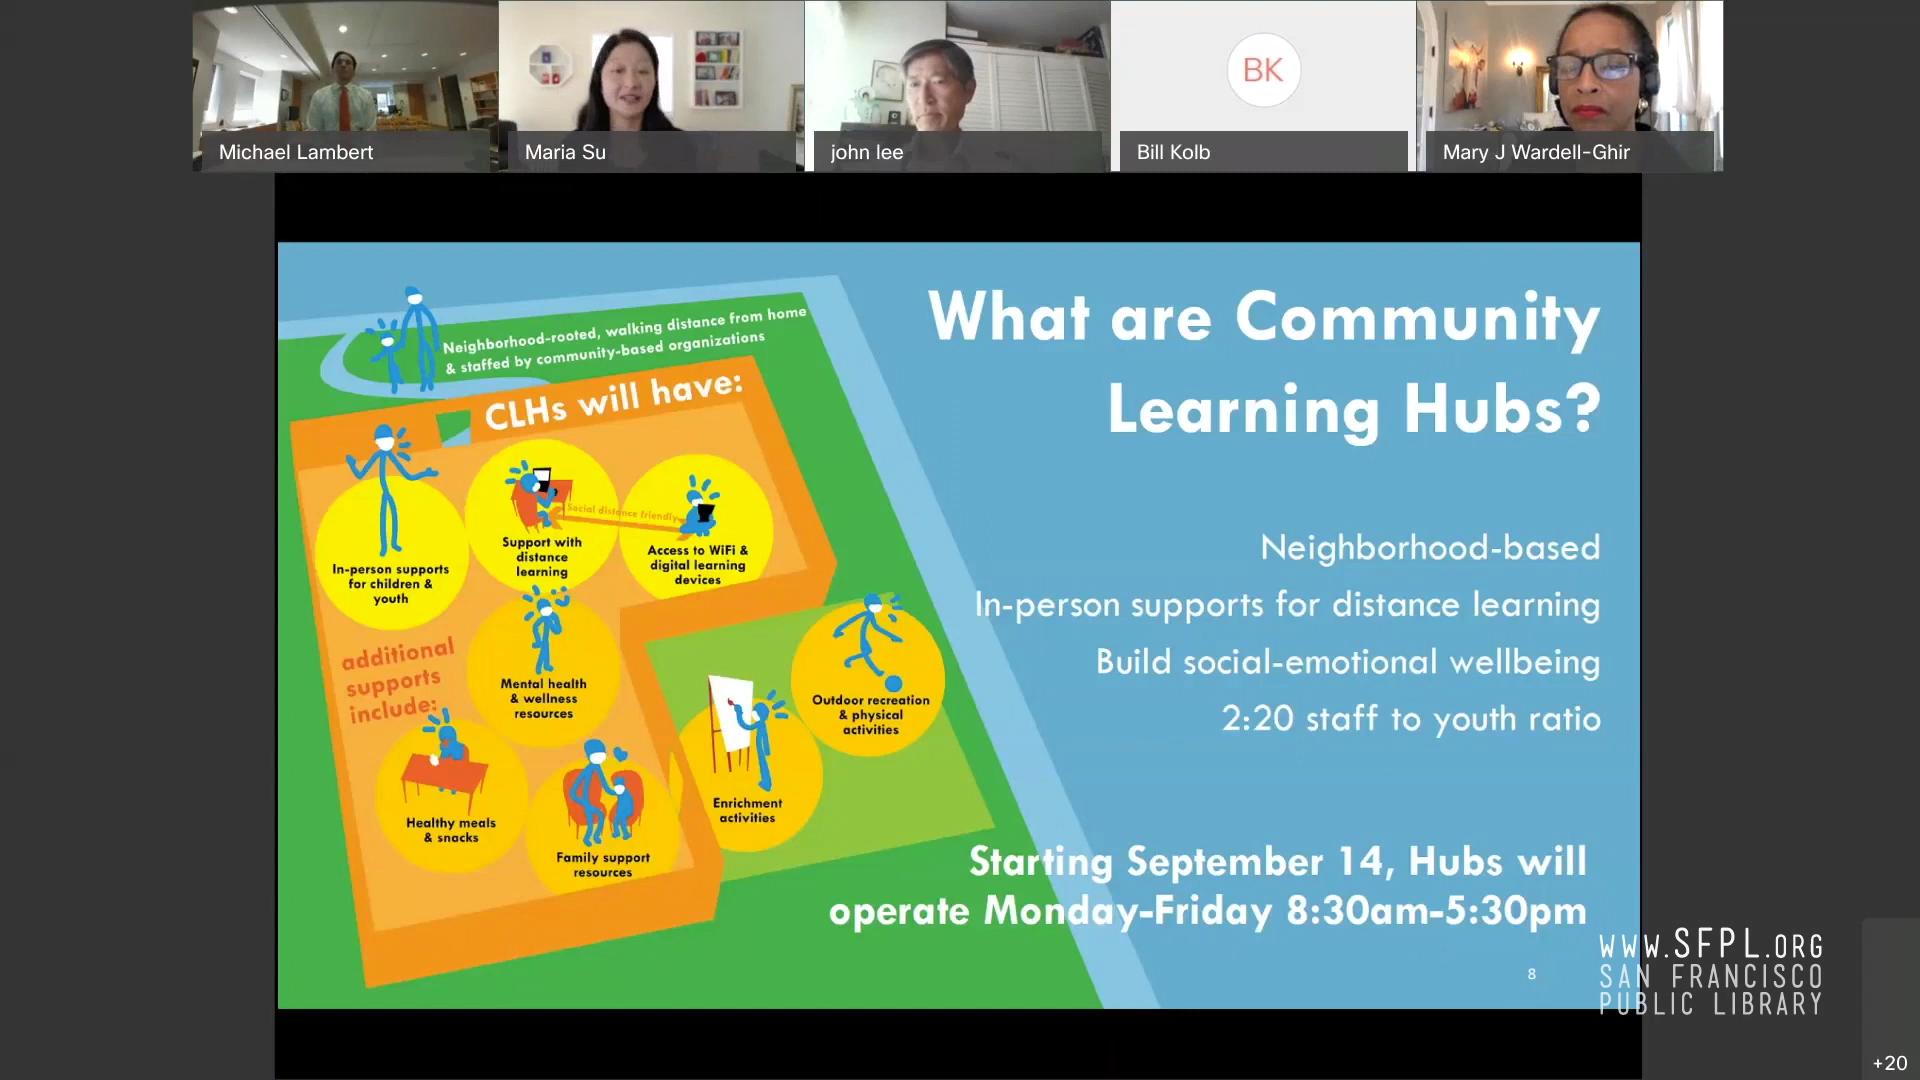 Michael Lambert
Maria Su
john lee
BK
Bill Kolb
Mary J Wardell-Ghir
What are Community
Learning Hubs?
Neighborhood-rooted, walking distance from home
& staffed by community-based organizations
CLHs will have:
In-person supports
for children &
youth
Support with
distance
learning
Social distance friendly
Access to WiFi &
digital learning
devices
additional
supports
include:
Mental health
& wellness
resources
Healthy meals
& snacks
Family support
resources
Enrichment
activities
Outdoor recreation
& physical
activities
Neighborhood-based
In-person supports for distance learning
Build social-emotional wellbeing
2:20 staff to youth ratio
Starting September 14, Hubs will
operate Monday-Friday 8:30am-5:30pm
8
WWW.SFPL.ORG
SAN FRANCISCO
PUBLIC LIBRARY
+20